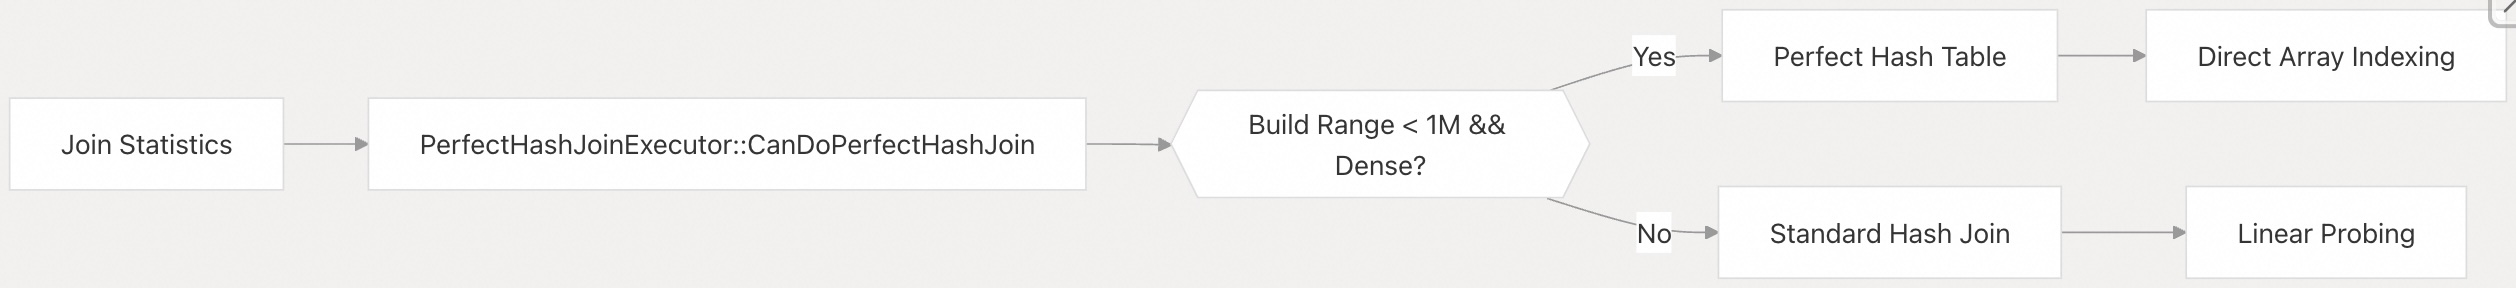 Join Statistics
PerfectHashJoinExecutor::CanDoPerfectHashJoin
Build Range < 1M &&
Dense?
Yes
Perfect Hash Table
Direct Array Indexing
No
Standard Hash Join
Linear Probing